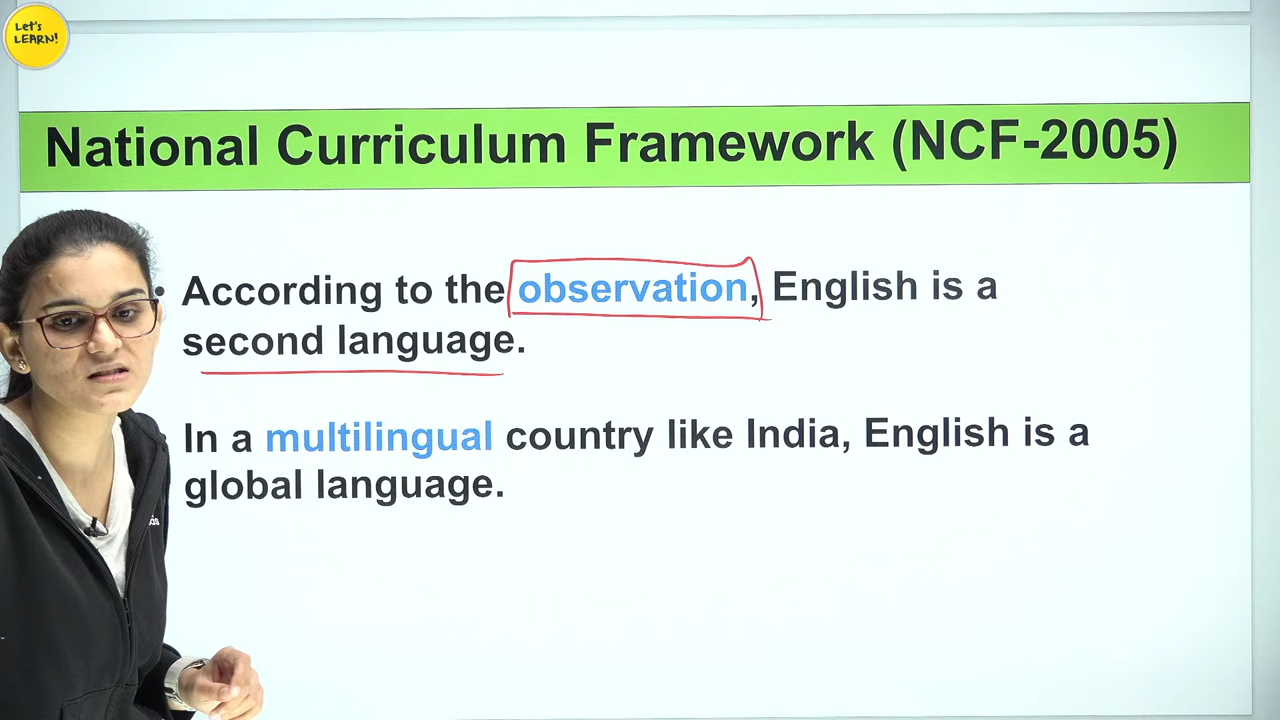 Let's
LEARN!
National Curriculum Framework (NCF-2005)
• According to the observation, English is a
second language.
In a multilingual country like India, English is a
global language.